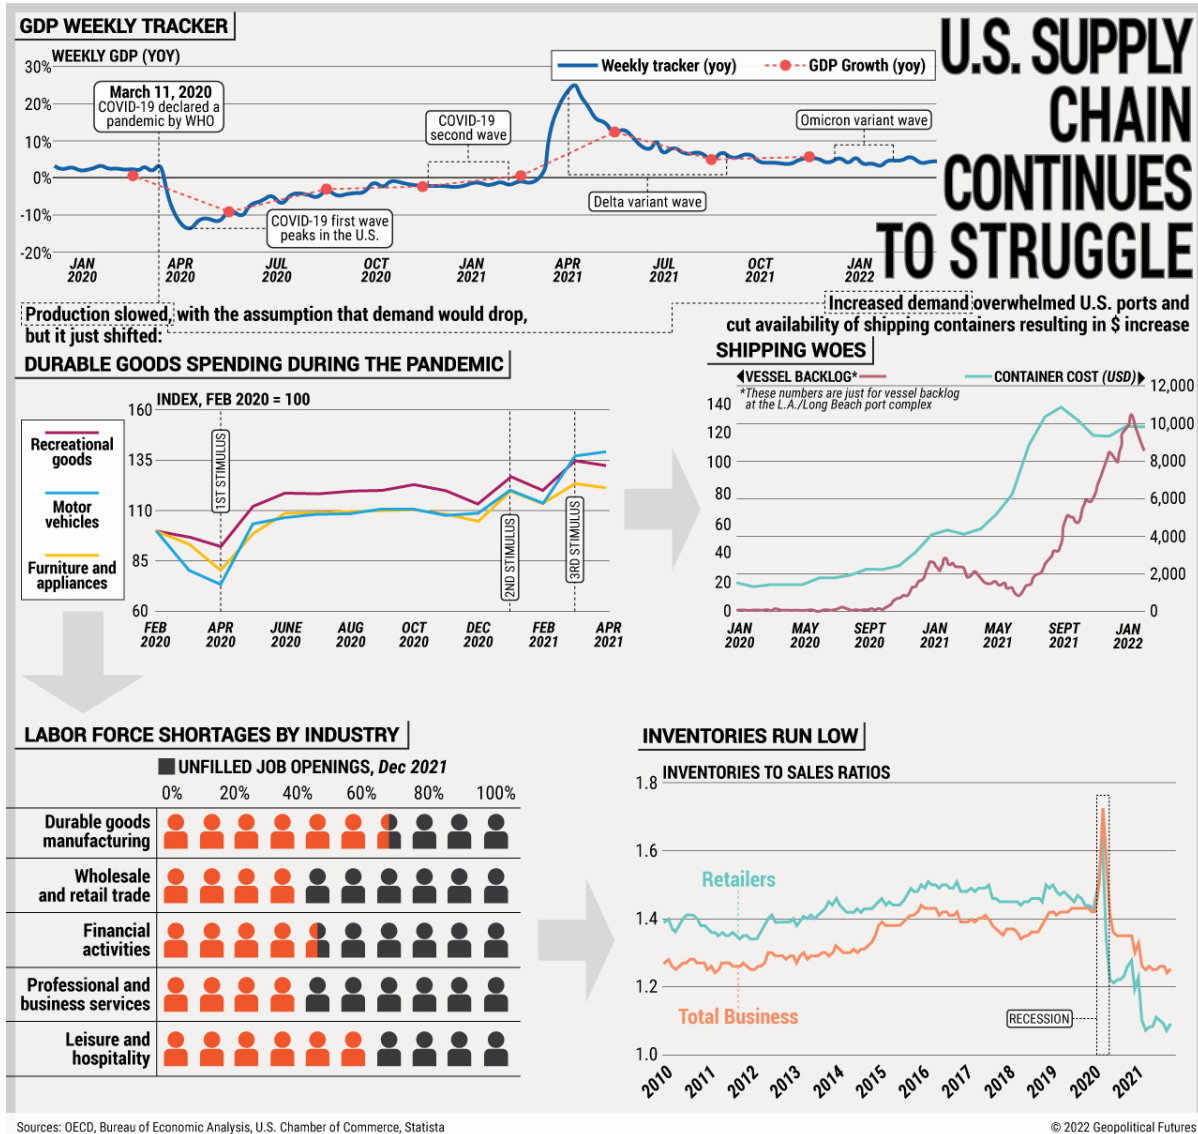 GDP WEEKLY TRACKER
U.S. SUPPLY
CHAIN
CONTINUES
TO STRUGGLE
WEEKLY GDP (YOY)
30%
20%
10%
0%
-10%
-20%
Weekly tracker (yoy)
GDP Growth (yoy)
March 11, 2020
COVID-19 declared a
pandemic by WHO
COVID-19
second wave
Omicron variant wave
Delta variant wave
COVID-19 first wave
peaks in the U.S.
JAN
2020
APR
2020
JUL
2020
OCT
2020
JAN
2021
APR
2021
JUL
2021
OCT
2021
JAN
2022
Production slowed, with the assumption that demand would drop,
but it just shifted:
Increased demand overwhelmed U.S. ports and
cut availability of shipping containers resulting in $ increase
DURABLE GOODS SPENDING DURING THE PANDEMIC
INDEX, FEB 2020 = 100
160
135
110
85
60
Recreational
goods
Motor
vehicles
Furniture and
appliances
1ST STIMULUS
2ND STIMULUS
3RD STIMULUS
FEB
2020
APR
2020
JUNE
2020
AUG
2020
OCT
2020
DEC
2020
FEB
2021
APR
2021
SHIPPING WOES
VESSEL BACKLOG*
CONTAINER COST (USD)
*These numbers are just for vessel backlog
at the L.A./Long Beach port complex
140
120
100
80
60
40
20
0
12,000
10,000
8,000
6,000
4,000
2,000
0
JAN
2020
MAY
2020
SEPT
2020
JAN
2021
MAY
2021
SEPT
2021
JAN
2022
LABOR FORCE SHORTAGES BY INDUSTRY
UNFILLED JOB OPENINGS, Dec 2021
0% 20% 40% 60% 80% 100%
Durable goods
manufacturing
Wholesale
and retail trade
Financial
activities
Professional and
business services
Leisure and
hospitality
INVENTORIES RUN LOW
INVENTORIES TO SALES RATIOS
1.8
1.6
1.4
1.2
1.0
Retailers
Total Business
RECESSION
2010 2011 2012 2013 2014 2015 2016 2017 2018 2019 2020 2021
Sources: OECD, Bureau of Economic Analysis, U.S. Chamber of Commerce, Statista
© 2022 Geopolitical Futures